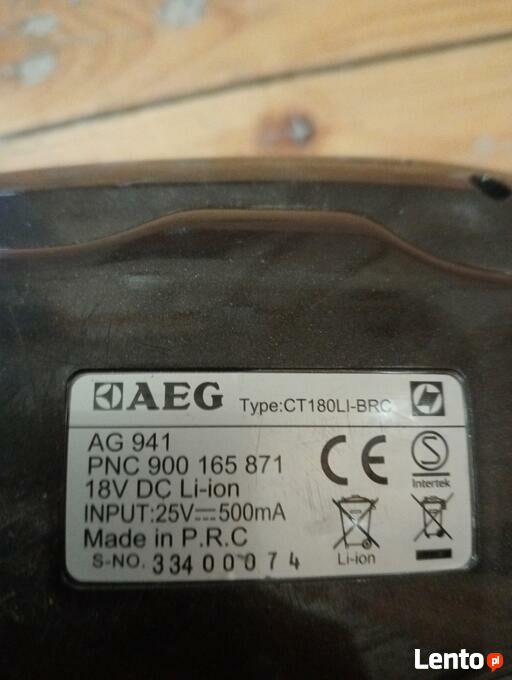 AEG Type:CT180LI-BRC
AG 941
PNC 900 165 871
18V DC Li-ion
INPUT:25V⎓500mA
Made in P.R.C
S-NO. 33400074
CE
S
Intertek
Li-ion
Lento.pl